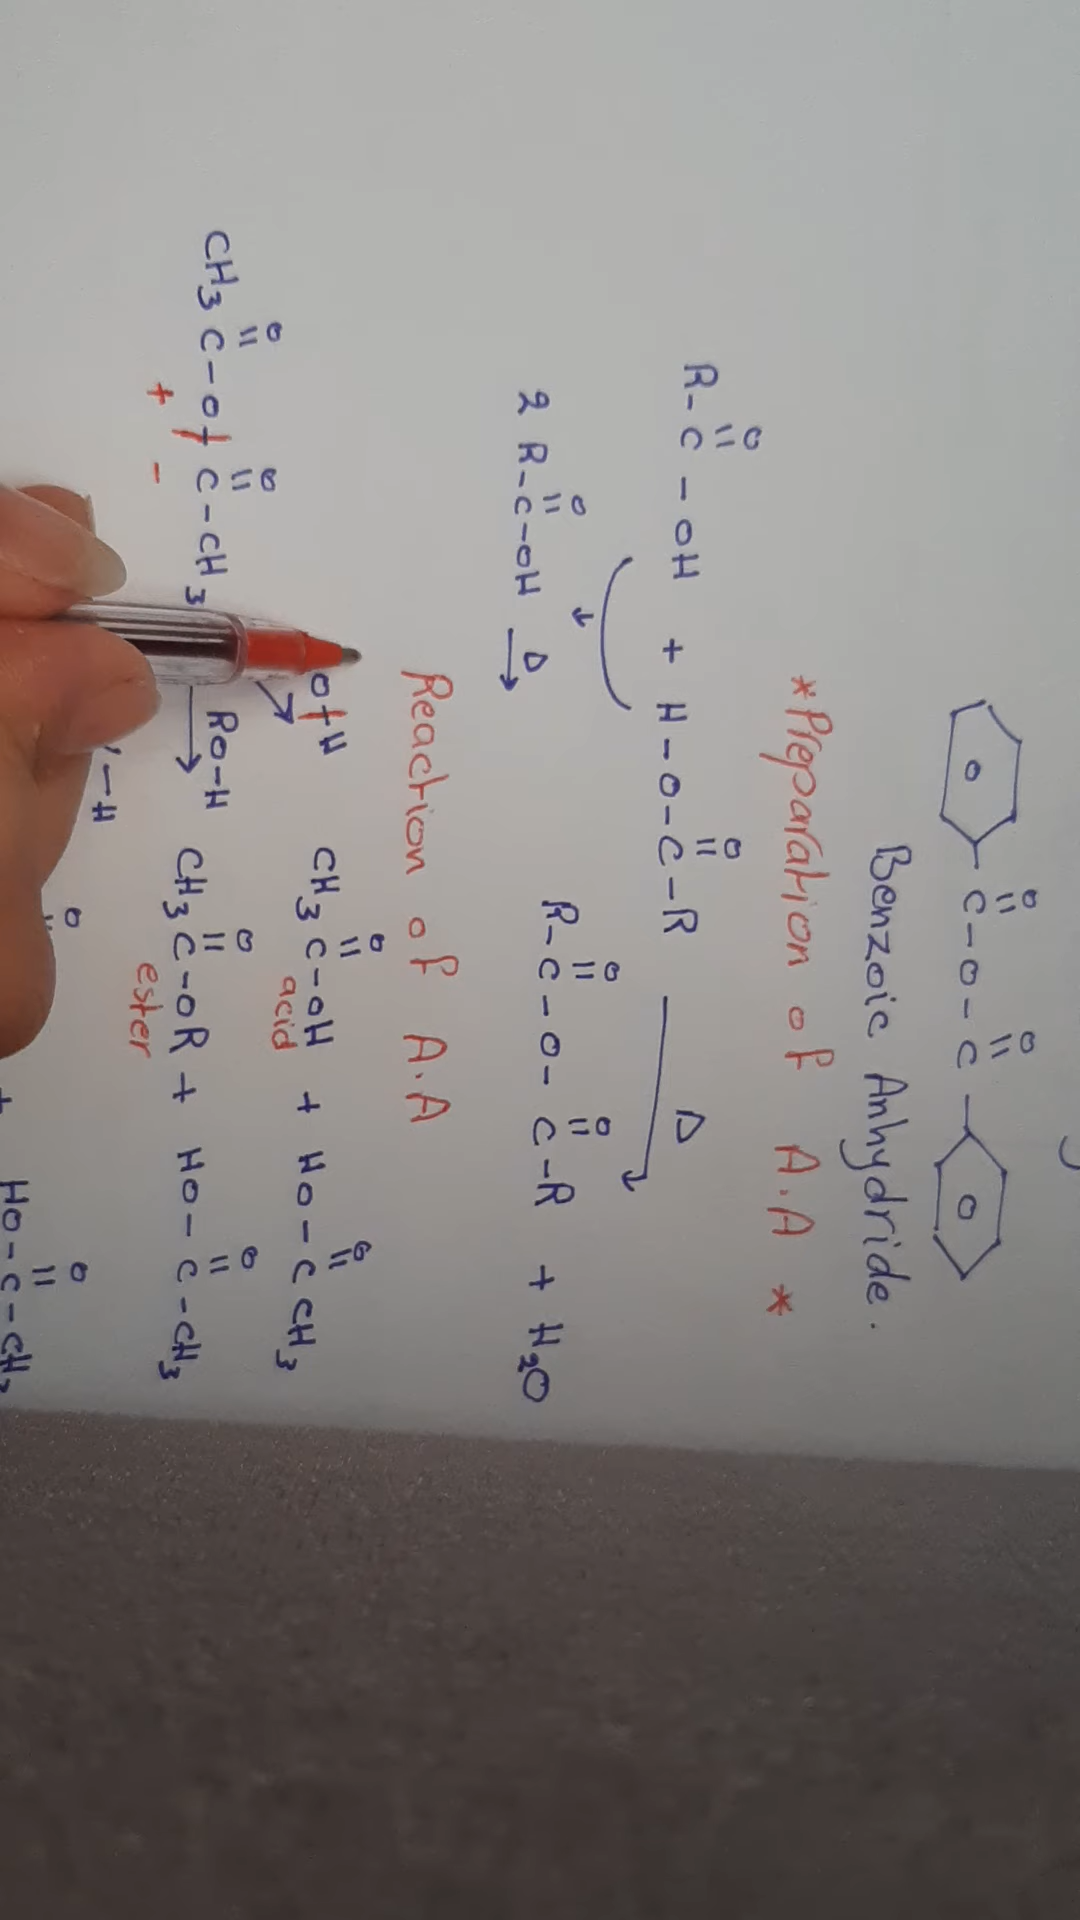 C-O-C
O O
Benzoic Anhydride.
*Preparation of A.A *
O O
R-C-OH + H-O-C-R Δ
O O O
2 R-C-OH Δ R-C-O-C-R + H2O
Reaction of A.A
O+H O O
CH3C-OH + HO-CCH3
acid
O O
CH3C-O+C-CH3
+ -
RO-H O O
CH3C-OR + HO-C-CH3
ester
-H O O
+ HO-C-CH3